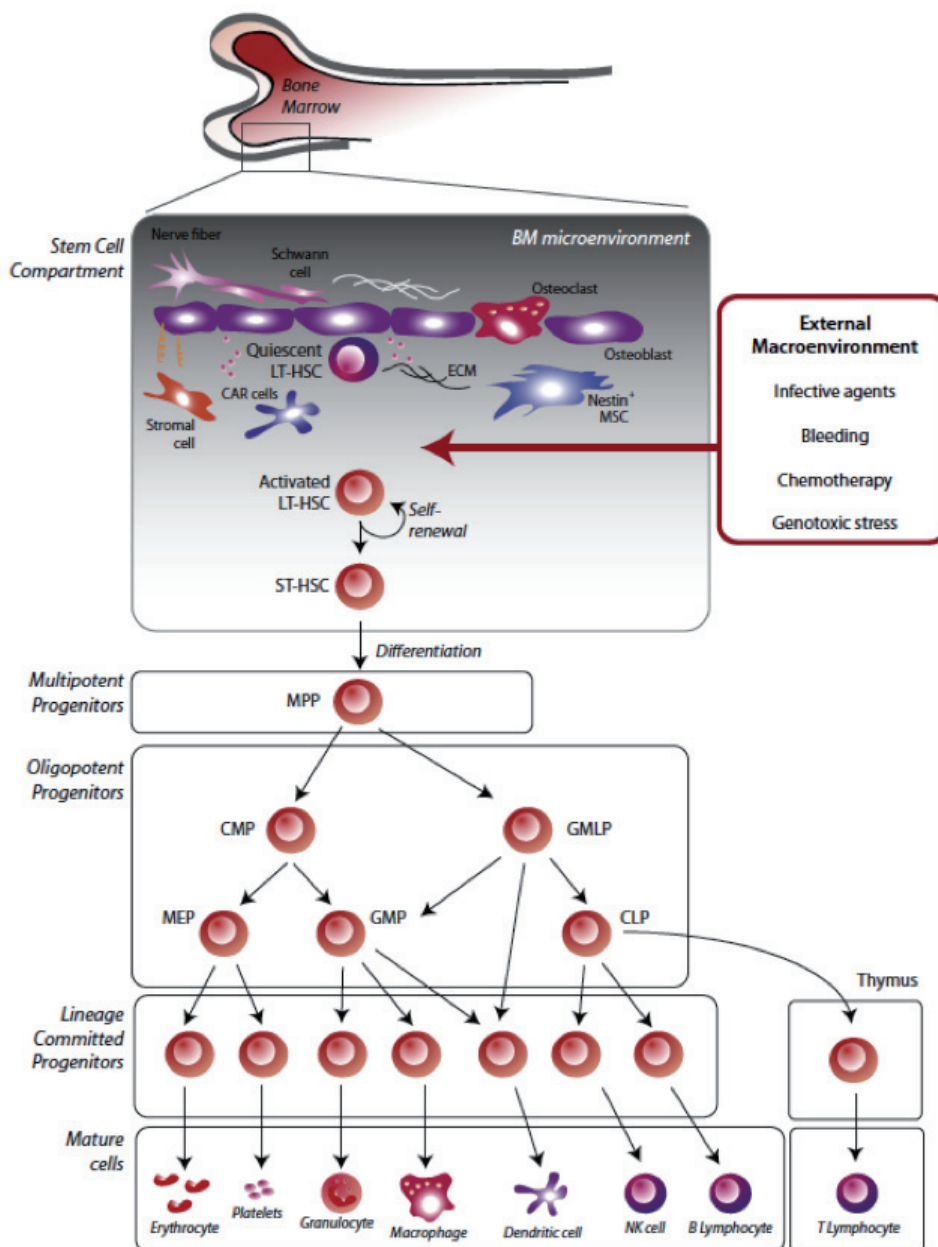 Bone
Marrow
Stem Cell
Compartment
BM microenvironment
Nerve fiber
Schwann
cell
Osteoclast
Quiescent
LT-HSC
ECM
Osteoblast
CAR cells
Stromal
cell
Nestin⁺
MSC
External
Macroenvironment
Infective agents
Bleeding
Chemotherapy
Genotoxic stress
Activated
LT-HSC
Self-
renewal
ST-HSC
Differentiation
Multipotent
Progenitors
MPP
Oligopotent
Progenitors
CMP
GMLP
MEP
GMP
CLP
Thymus
Lineage
Committed
Progenitors
Mature
cells
Erythrocyte
Platelets
Granulocyte
Macrophage
Dendritic cell
NK cell
B Lymphocyte
T Lymphocyte